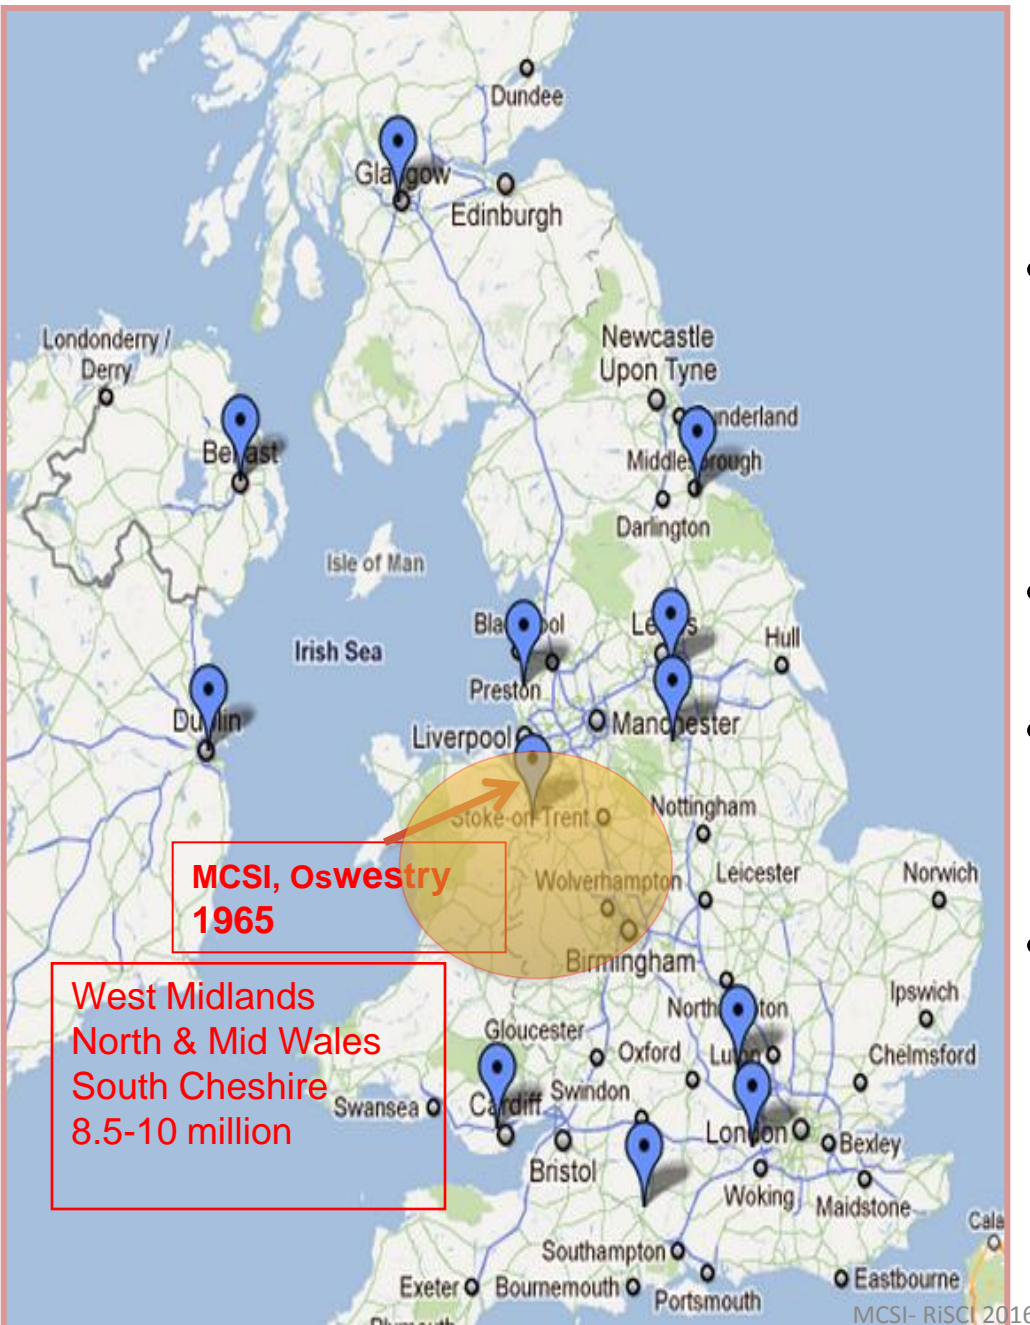 Dundee
Glasgow
Edinburgh
Londonderry /
Derry
Newcastle
Upon Tyne
Sunderland
Belfast
Middlesbrough
Darlington
Isle of Man
Blackpool
Leeds
Hull
Irish Sea
Preston
Dublin
Liverpool
Manchester
Stoke-on-Trent
Nottingham
MCSI, Oswestry
1965
Wolverhampton
Leicester
Norwich
Birmingham
West Midlands
North & Mid Wales
South Cheshire
8.5-10 million
Northampton
Ipswich
Gloucester
Oxford
Luton
Chelmsford
Swansea
Cardiff
Swindon
London
Bexley
Bristol
Woking
Maidstone
Cala
Southampton
Exeter
Bournemouth
Portsmouth
Eastbourne
Plymouth
MCSI- RiSCI 2016